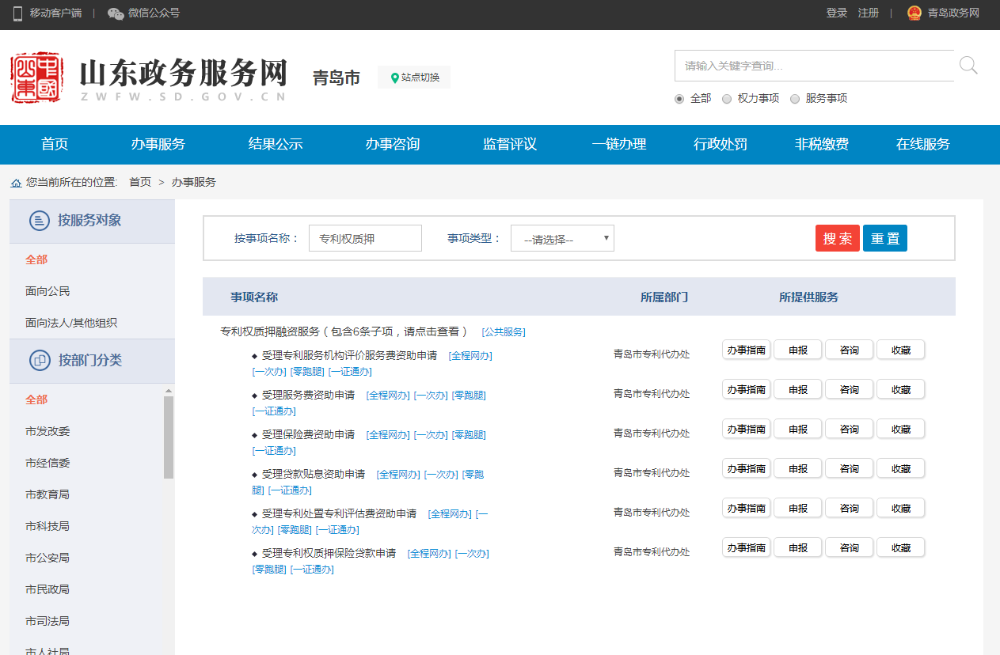 移动客户端 | 微信公众号 登录 注册 | 青岛政务网
山东政务服务网 青岛市 站点切换
ZWFW.SD.GOV.CN
请输入关键字查询...
全部 权力事项 服务事项
首页 办事服务 结果公示 办事咨询 监督评议 一链办理 行政处罚 非税缴费 在线服务
您当前所在的位置: 首页 > 办事服务
按服务对象
全部
面向公民
面向法人/其他组织
按部门分类
全部
市发改委
市经信委
市教育局
市科技局
市公安局
市民政局
市司法局
市人社局
按事项名称： 专利权质押 事项类型： --请选择-- 搜索 重置
事项名称 所属部门 所提供服务
专利权质押融资服务（包含6条子项，请点击查看） [公共服务]
◆ 受理专利服务机构评价服务费资助申请 [全程网办]
[一次办] [零跑腿] [一证通办]
青岛市专利代办处 办事指南 申报 咨询 收藏
◆ 受理服务费资助申请 [全程网办] [一次办] [零跑腿]
[一证通办]
青岛市专利代办处 办事指南 申报 咨询 收藏
◆ 受理保险费资助申请 [全程网办] [一次办] [零跑腿]
[一证通办]
青岛市专利代办处 办事指南 申报 咨询 收藏
◆ 受理贷款贴息资助申请 [全程网办] [一次办] [零跑
腿] [一证通办]
青岛市专利代办处 办事指南 申报 咨询 收藏
◆ 受理专利处置专利评估费资助申请 [全程网办] [一
次办] [零跑腿] [一证通办]
青岛市专利代办处 办事指南 申报 咨询 收藏
◆ 受理专利权质押保险贷款申请 [全程网办] [一次办]
[零跑腿] [一证通办]
青岛市专利代办处 办事指南 申报 咨询 收藏